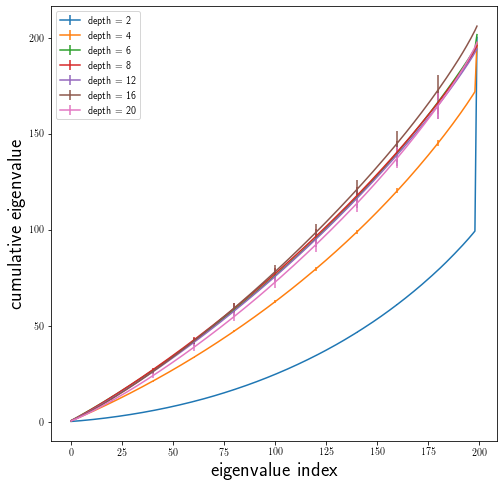 depth = 2
depth = 4
depth = 6
depth = 8
depth = 12
depth = 16
depth = 20
200
150
100
50
0
cumulative eigenvalue
0 25 50 75 100 125 150 175 200
eigenvalue index